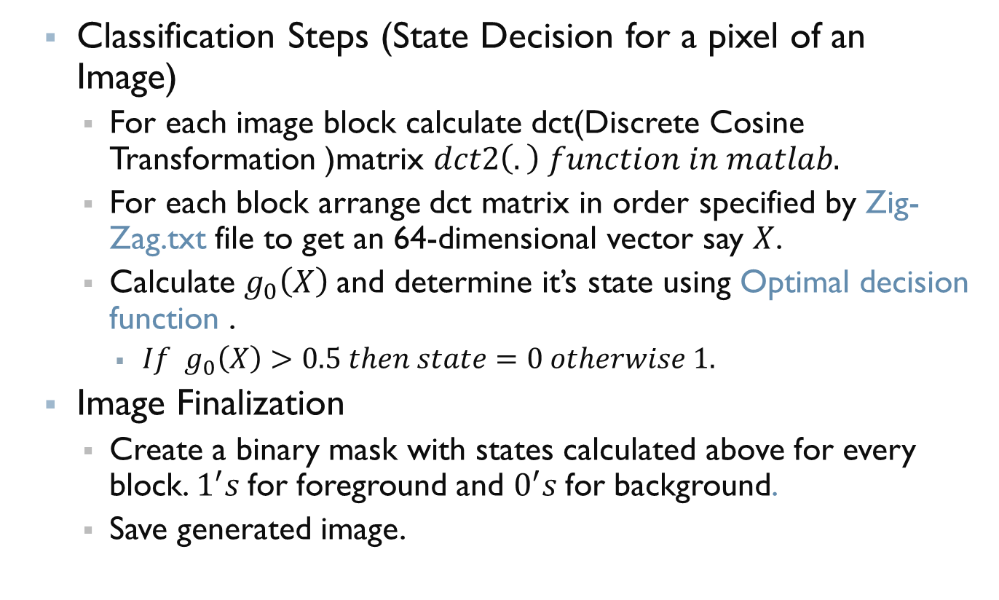 Classification Steps (State Decision for a pixel of an
Image)
For each image block calculate dct(Discrete Cosine
Transformation )matrix dct2(. ) function in matlab.
For each block arrange dct matrix in order specified by Zig-
Zag.txt file to get an 64-dimensional vector say X.
Calculate g₀(X) and determine it’s state using Optimal decision
function .
If g₀(X) > 0.5 then state = 0 otherwise 1.
Image Finalization
Create a binary mask with states calculated above for every
block. 1′s for foreground and 0′s for background.
Save generated image.